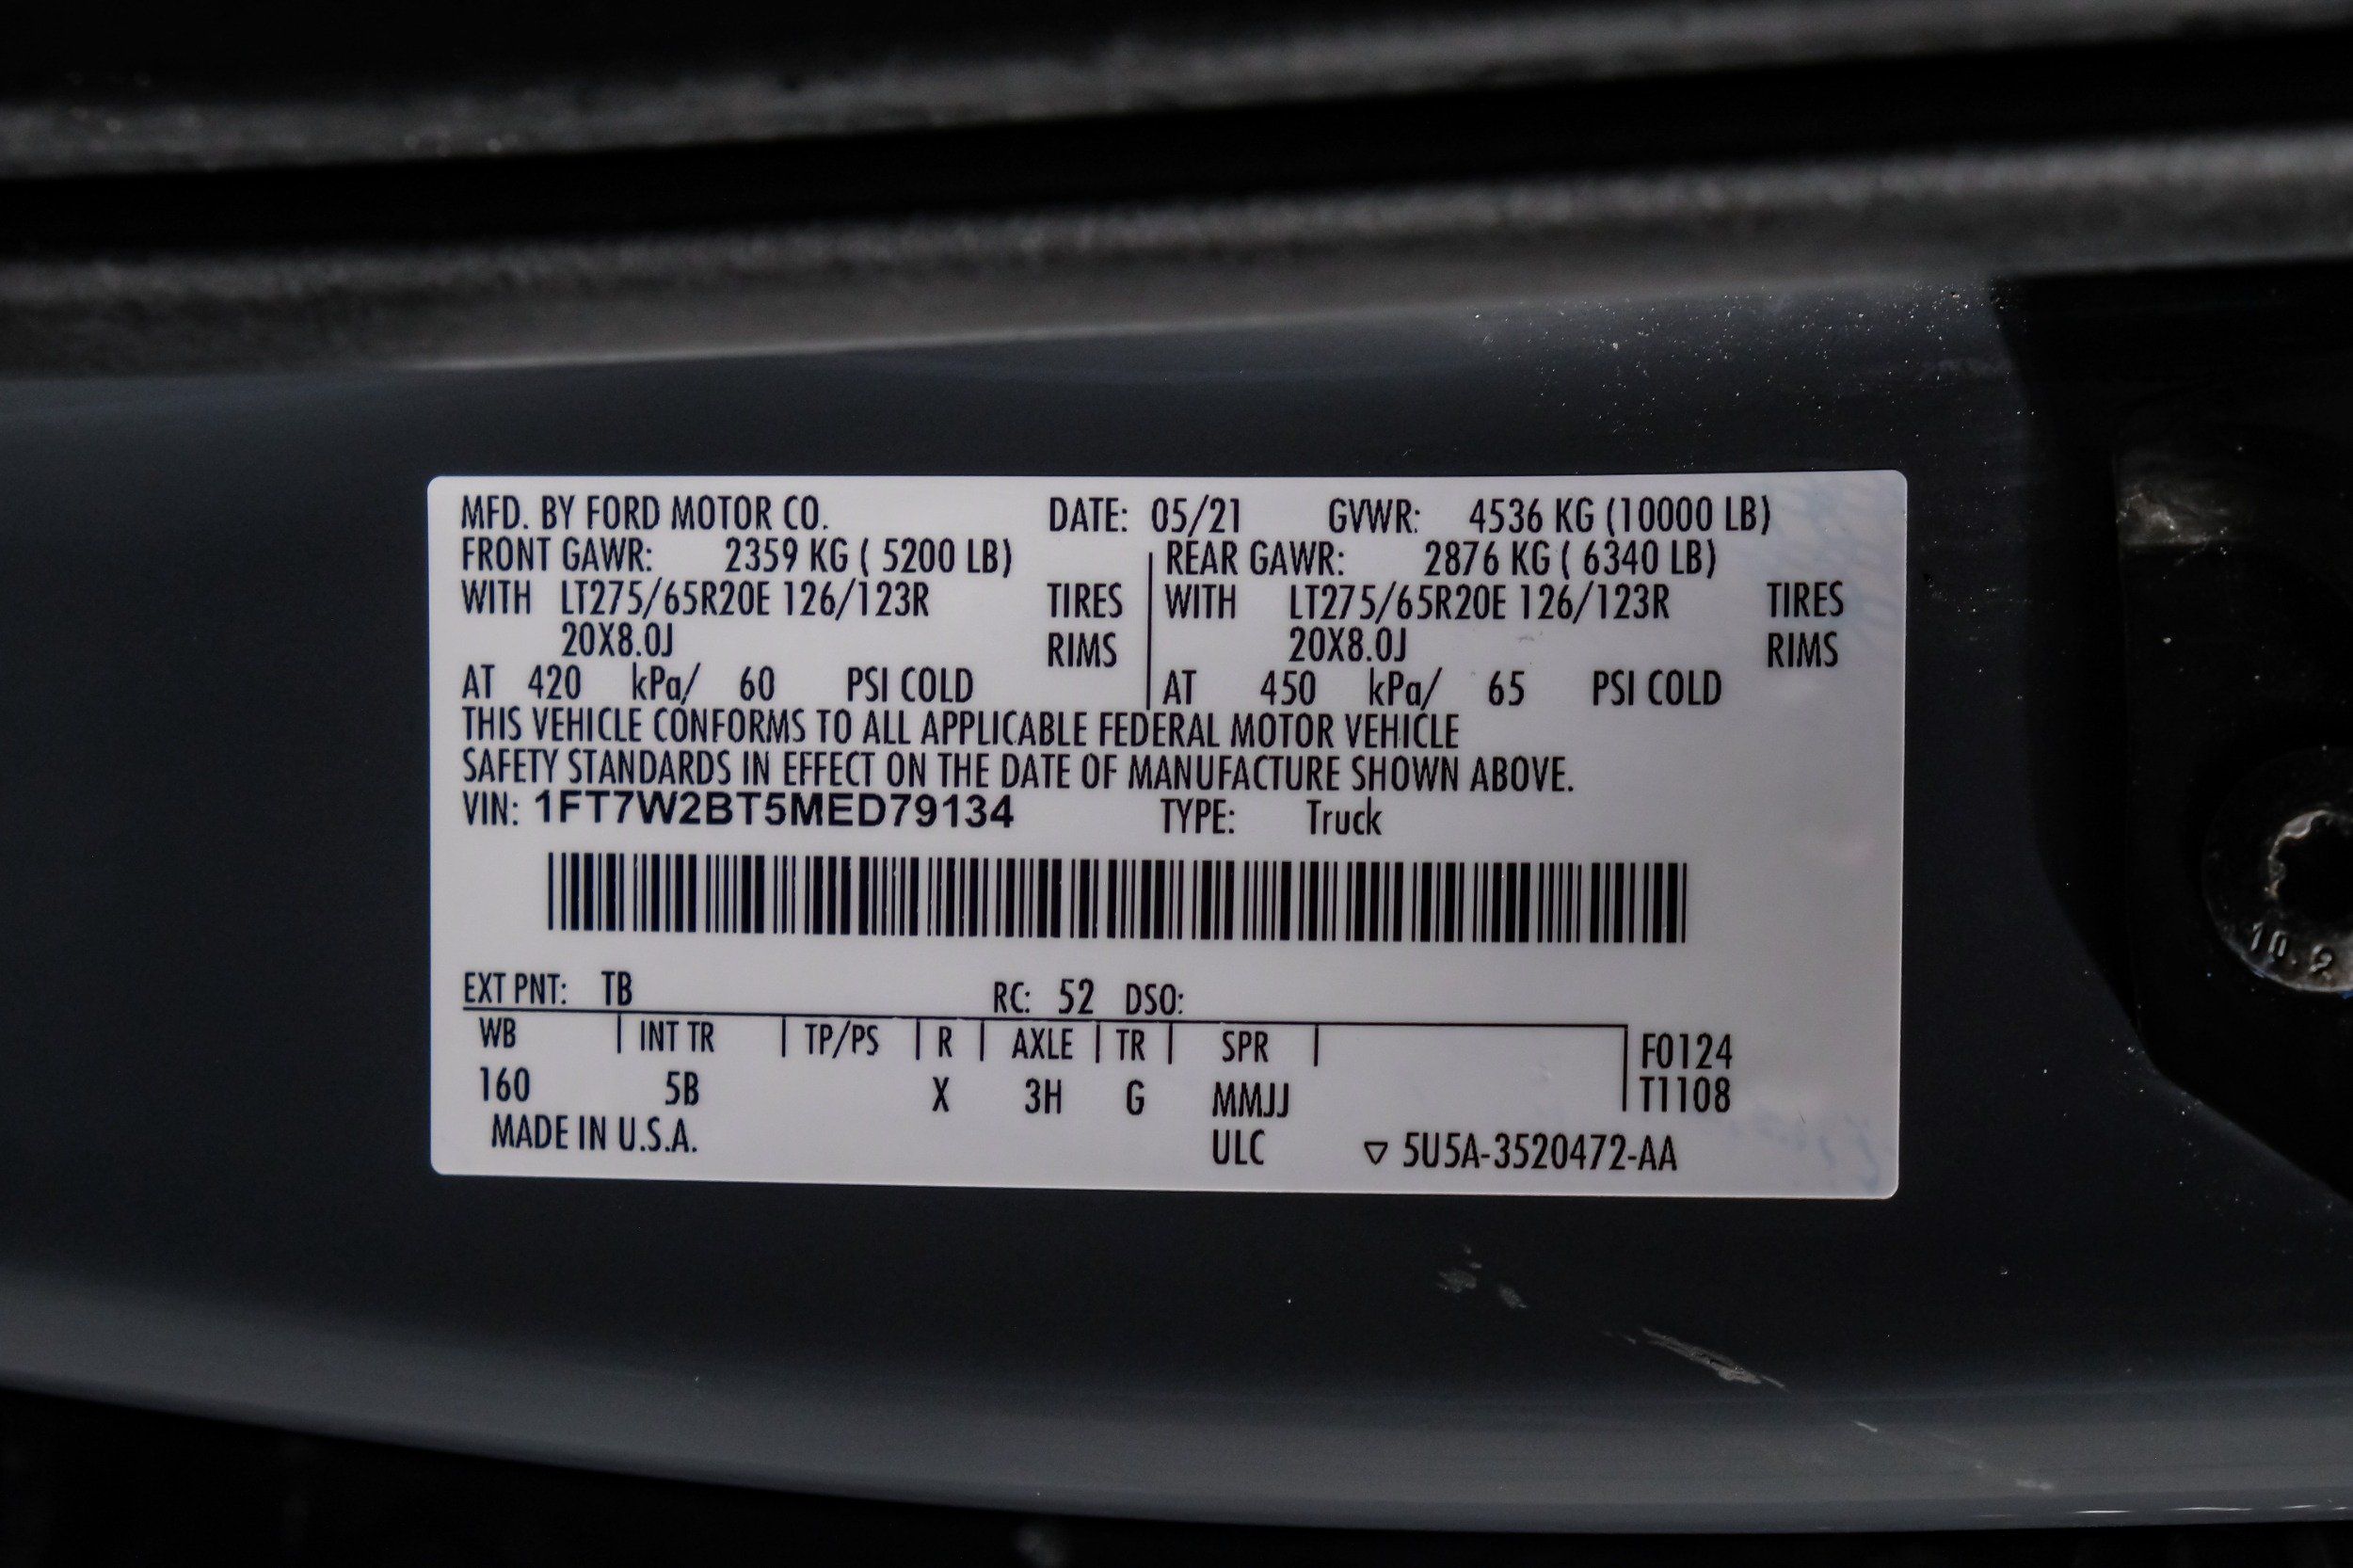 MFD. BY FORD MOTOR CO. DATE: 05/21 GVWR: 4536 KG (10000 LB)
FRONT GAWR: 2359 KG ( 5200 LB) REAR GAWR: 2876 KG ( 6340 LB)
WITH LT275/65R20E 126/123R TIRES WITH LT275/65R20E 126/123R TIRES
20X8.0J RIMS 20X8.0J RIMS
AT 420 kPa/ 60 PSI COLD AT 450 kPa/ 65 PSI COLD
THIS VEHICLE CONFORMS TO ALL APPLICABLE FEDERAL MOTOR VEHICLE
SAFETY STANDARDS IN EFFECT ON THE DATE OF MANUFACTURE SHOWN ABOVE.
VIN: 1FT7W2BT5MED79134 TYPE: Truck
EXT PNT: TB RC: 52 DSO:
WB | INT TR | TP/PS | R | AXLE | TR | SPR | F0124
160 5B X 3H G MMJJ T1108
MADE IN U.S.A. ULC ▽ 5U5A-3520472-AA
10.9